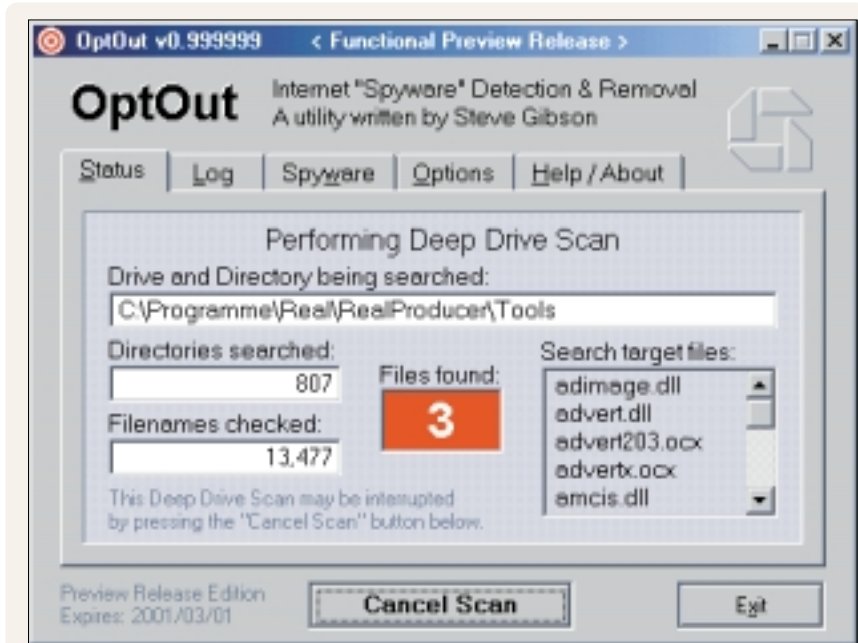 OptOut v0.999999 < Functional Preview Release >
OptOut
Internet "Spyware" Detection & Removal
A utility written by Steve Gibson
Status Log Spyware Options Help / About
Performing Deep Drive Scan
Drive and Directory being searched:
C:\Programme\Real\RealProducer\Tools
Directories searched:
807
Filenames checked:
13,477
Files found:
3
Search target files:
adimage.dll
advert.dll
advert203.ocx
advertx.ocx
amcis.dll
This Deep Drive Scan may be interrupted
by pressing the "Cancel Scan" button below.
Preview Release Edition
Expires: 2001/03/01
Cancel Scan
Exit